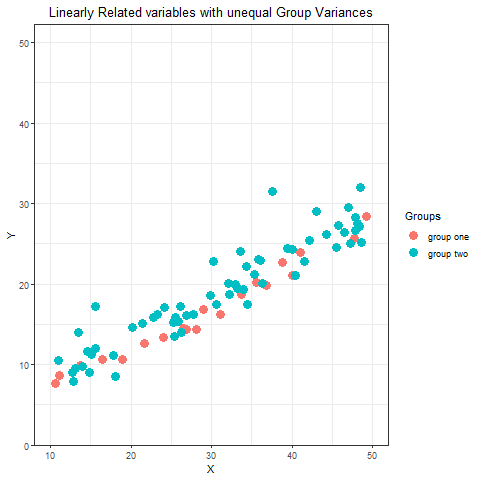 Linearly Related variables with unequal Group Variances
50
40
30
20
10
0
Y
10 20 30 40 50
X
Groups
group one
group two